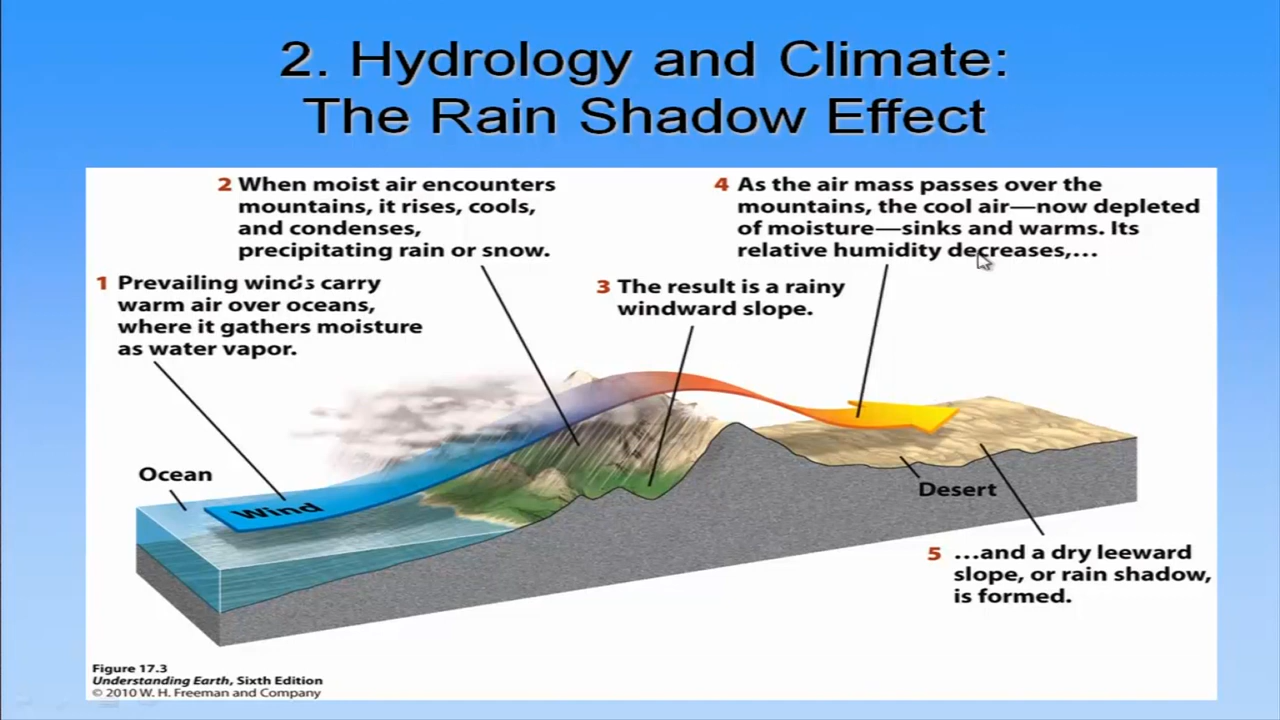 2. Hydrology and Climate:
The Rain Shadow Effect
2 When moist air encounters
mountains, it rises, cools,
and condenses,
precipitating rain or snow.
4 As the air mass passes over the
mountains, the cool air—now depleted
of moisture—sinks and warms. Its
relative humidity decreases,...
1 Prevailing winds carry
warm air over oceans,
where it gathers moisture
as water vapor.
3 The result is a rainy
windward slope.
Ocean
Wind
Desert
5 ...and a dry leeward
slope, or rain shadow,
is formed.
Figure 17.3
Understanding Earth, Sixth Edition
© 2010 W. H. Freeman and Company